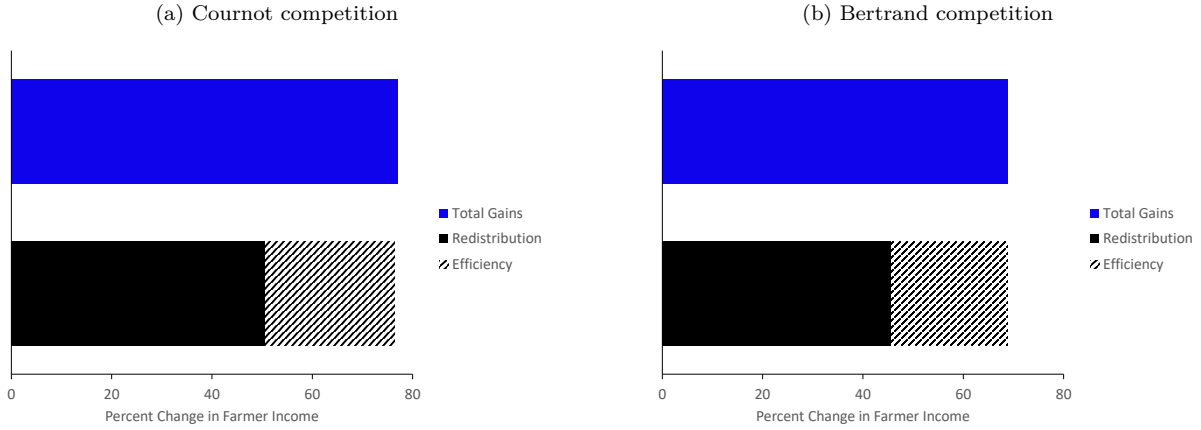 (a) Cournot competition
Total Gains
Redistribution
Efficiency
0 20 40 60 80
Percent Change in Farmer Income
(b) Bertrand competition
Total Gains
Redistribution
Efficiency
0 20 40 60 80
Percent Change in Farmer Income